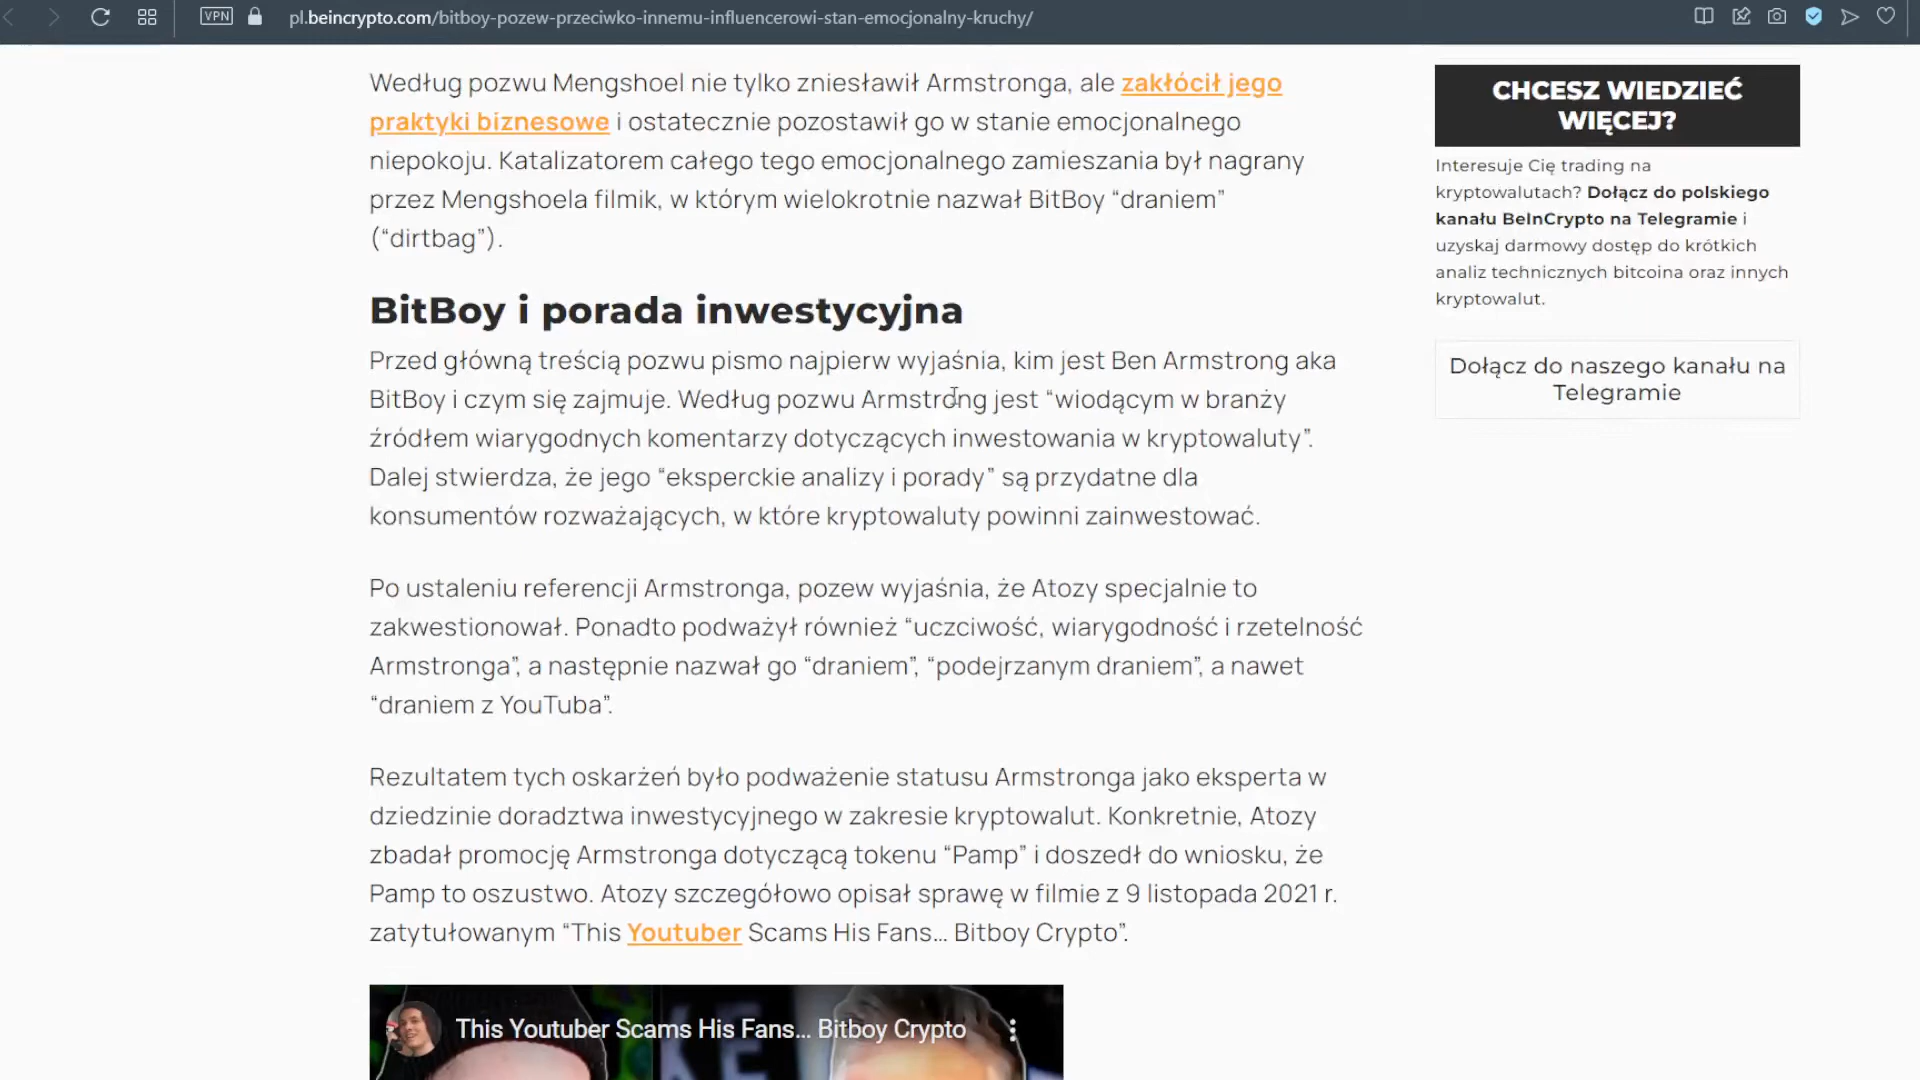 VPN
pl.beincrypto.com/bitboy-pozew-przeciwko-innemu-influencerowi-stan-emocjonalny-kruchy/
Według pozwu Mengshoel nie tylko zniesławił Armstronga, ale zakłócił jego
praktyki biznesowe i ostatecznie pozostawił go w stanie emocjonalnego
niepokoju. Katalizatorem całego tego emocjonalnego zamieszania był nagrany
przez Mengshoela filmik, w którym wielokrotnie nazwał BitBoy “draniem”
(“dirtbag”).
BitBoy i porada inwestycyjna
Przed główną treścią pozwu pismo najpierw wyjaśnia, kim jest Ben Armstrong aka
BitBoy i czym się zajmuje. Według pozwu Armstrong jest “wiodącym w branży
źródłem wiarygodnych komentarzy dotyczących inwestowania w kryptowaluty”.
Dalej stwierdza, że jego “eksperckie analizy i porady” są przydatne dla
konsumentów rozważających, w które kryptowaluty powinni zainwestować.
Po ustaleniu referencji Armstronga, pozew wyjaśnia, że Atozy specjalnie to
zakwestionował. Ponadto podważył również “uczciwość, wiarygodność i rzetelność
Armstronga”, a następnie nazwał go “draniem”, “podejrzanym draniem”, a nawet
“draniem z YouTuba”.
Rezultatem tych oskarżeń było podważenie statusu Armstronga jako eksperta w
dziedzinie doradztwa inwestycyjnego w zakresie kryptowalut. Konkretnie, Atozy
zbadał promocję Armstronga dotyczącą tokenu “Pamp” i doszedł do wniosku, że
Pamp to oszustwo. Atozy szczegółowo opisał sprawę w filmie z 9 listopada 2021 r.
zatytułowanym “This Youtuber Scams His Fans… Bitboy Crypto”.
This Youtuber Scams His Fans... Bitboy Crypto
KE
CHCESZ WIEDZIEĆ
WIĘCEJ?
Interesuje Cię trading na
kryptowalutach? Dołącz do polskiego
kanału BeInCrypto na Telegramie i
uzyskaj darmowy dostęp do krótkich
analiz technicznych bitcoina oraz innych
kryptowalut.
Dołącz do naszego kanału na
Telegramie